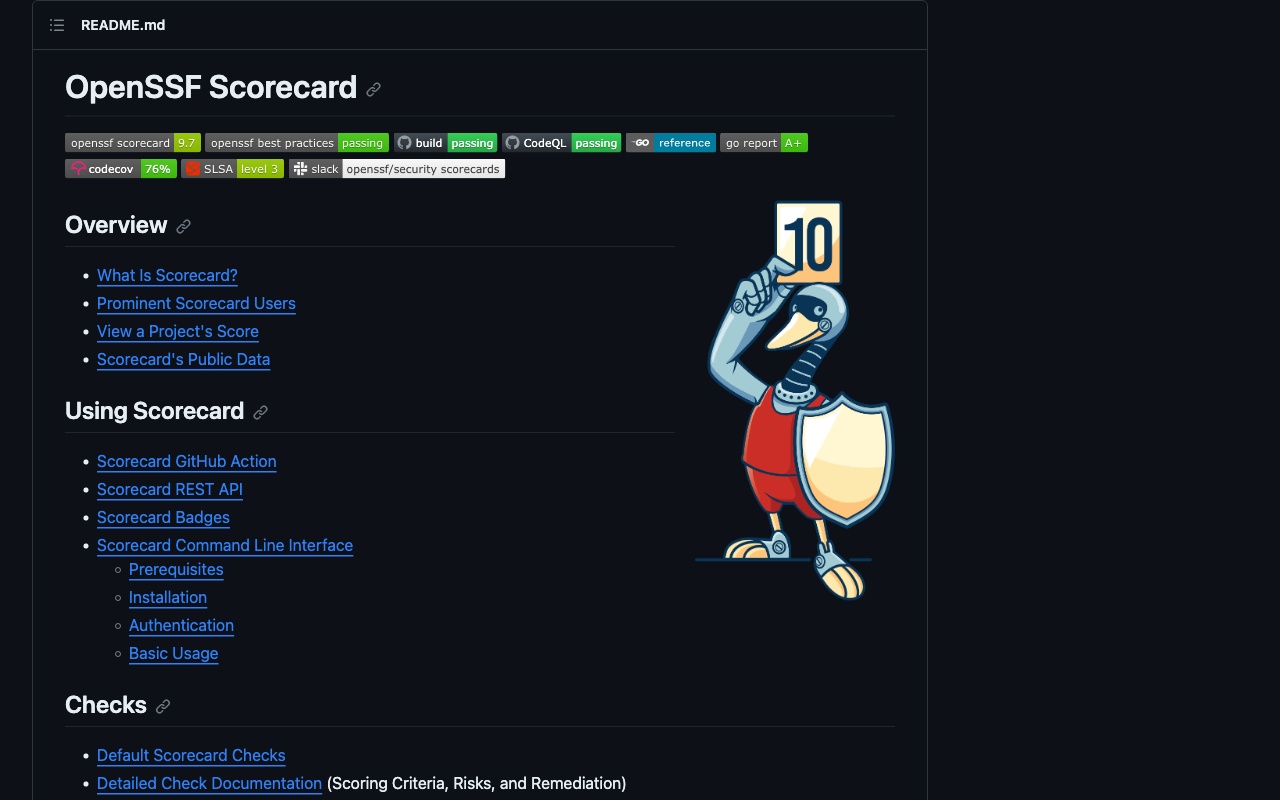 README.md
OpenSSF Scorecard
openssf scorecard 9.7 openssf best practices passing build passing CodeQL passing GO reference go report A+
codecov 76% SLSA level 3 slack openssf/security scorecards
10
Overview
What Is Scorecard?
Prominent Scorecard Users
View a Project's Score
Scorecard's Public Data
Using Scorecard
Scorecard GitHub Action
Scorecard REST API
Scorecard Badges
Scorecard Command Line Interface
Prerequisites
Installation
Authentication
Basic Usage
Checks
Default Scorecard Checks
Detailed Check Documentation (Scoring Criteria, Risks, and Remediation)